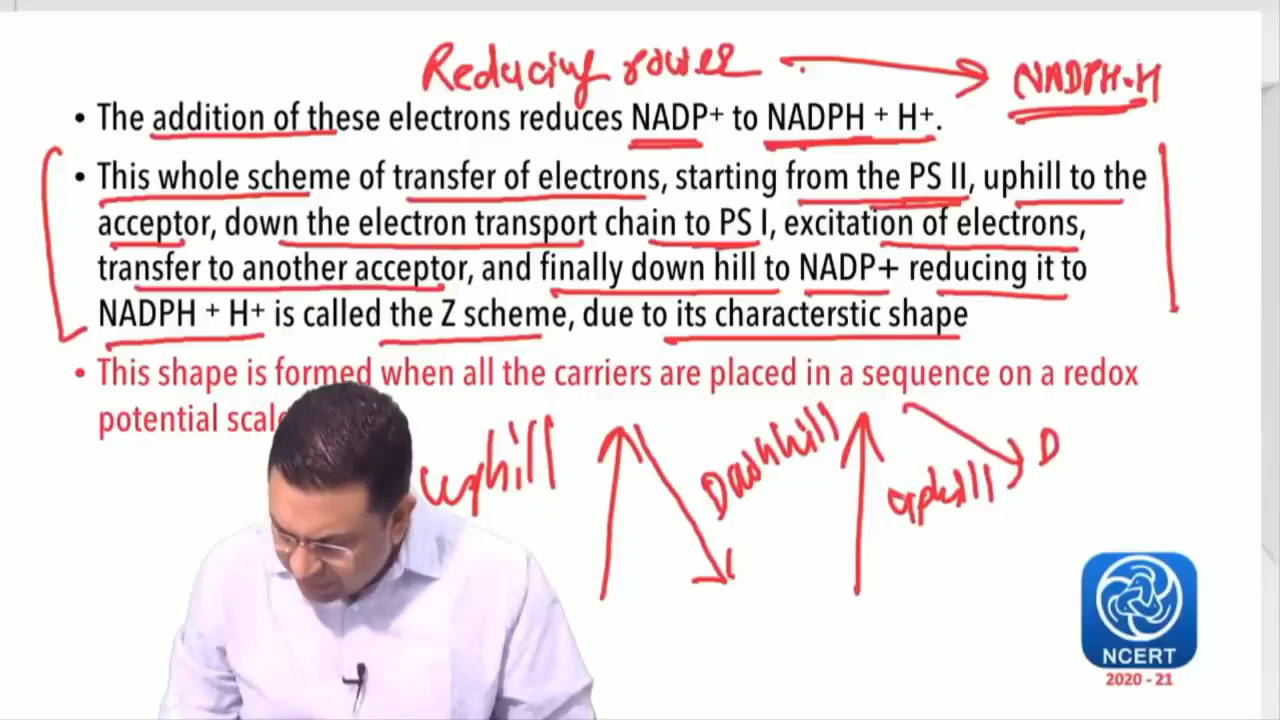 Reducing power NADPH-H
• The addition of these electrons reduces NADP+ to NADPH + H+.
• This whole scheme of transfer of electrons, starting from the PS II, uphill to the
acceptor, down the electron transport chain to PS I, excitation of electrons,
transfer to another acceptor, and finally down hill to NADP+ reducing it to
NADPH + H+ is called the Z scheme, due to its characterstic shape
• This shape is formed when all the carriers are placed in a sequence on a redox
potential scal
uphill Downhill uphill D
NCERT
2020 - 21